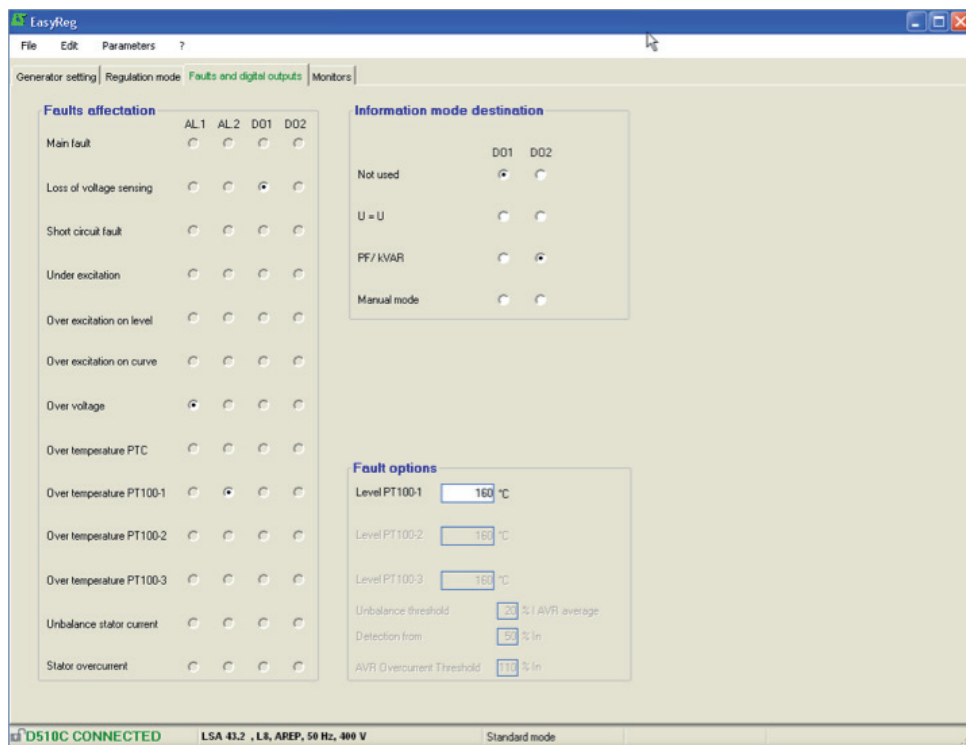 EasyReg
File Edit Parameters ?
Generator setting Regulation mode Faults and digital outputs Monitors
Faults affectation
AL.1 AL.2 DO1 DO2
Main fault
Loss of voltage sensing
Short circuit fault
Under excitation
Over excitation on level
Over excitation on curve
Over voltage
Over temperature PTC
Over temperature PT100-1
Over temperature PT100-2
Over temperature PT100-3
Unbalance stator current
Stator overcurrent
Information mode destination
DO1 DO2
Not used
U = U
PF/ kVAR
Manual mode
Fault options
Level PT100-1 160 °C
Level PT100-2 160 °C
Level PT100-3 160 °C
Unbalance threshold 20 % I AVR average
Detection from 50 % In
AVR Overcurrent Threshold 110 % In
D510C CONNECTED LSA 43.2 , L8, AREP, 50 Hz, 400 V Standard mode